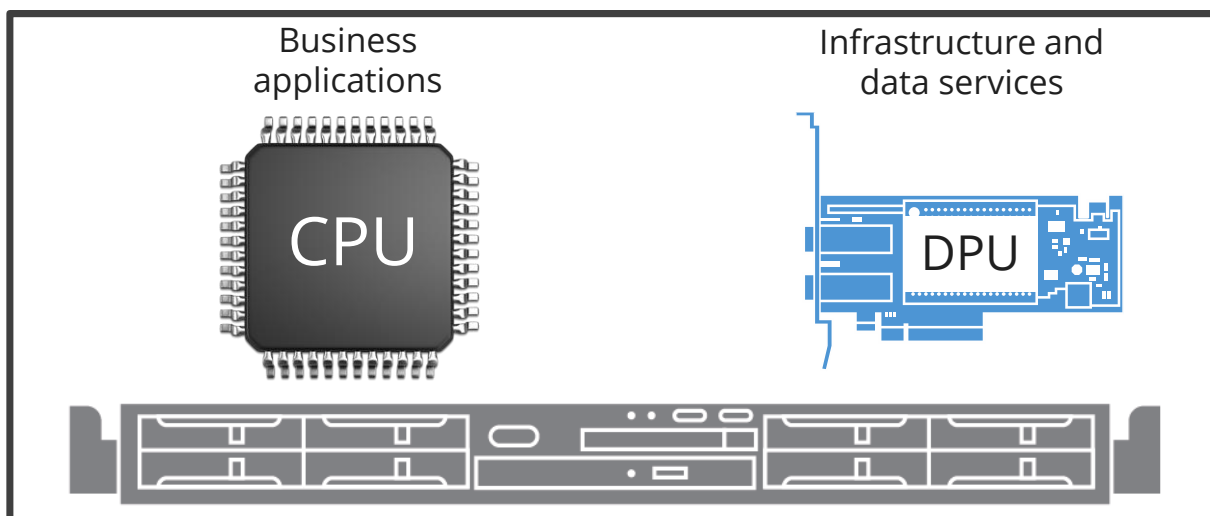 Business
applications
Infrastructure and
data services
CPU
DPU